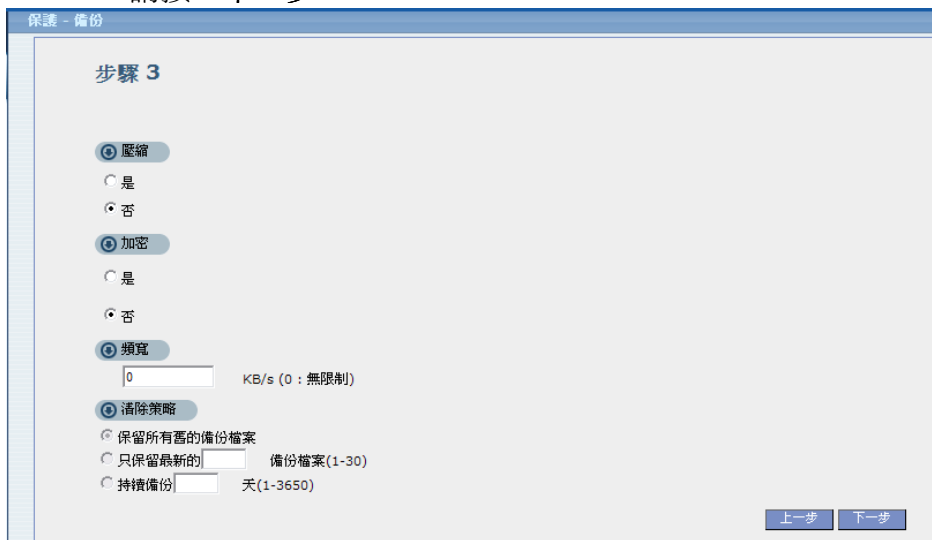 保護 - 備份
步驟 3
壓縮
是
否
加密
是
否
頻寬
0 KB/s (0 : 無限制)
清除策略
保留所有舊的備份檔案
只保留最新的 備份檔案(1-30)
持續備份 天(1-3650)
上一步 下一步